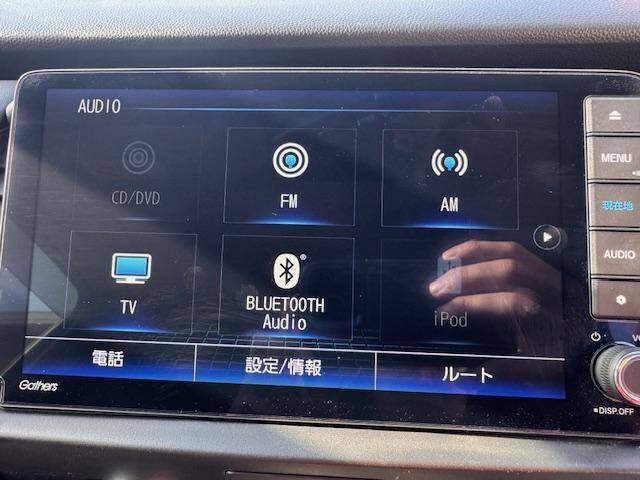 AUDIO
CD/DVD
FM
AM
TV
BLUETOOTH®
Audio
iPod
電話
設定/情報
ルート
Gathers
MENU
現在地
AUDIO
DISP.OFF